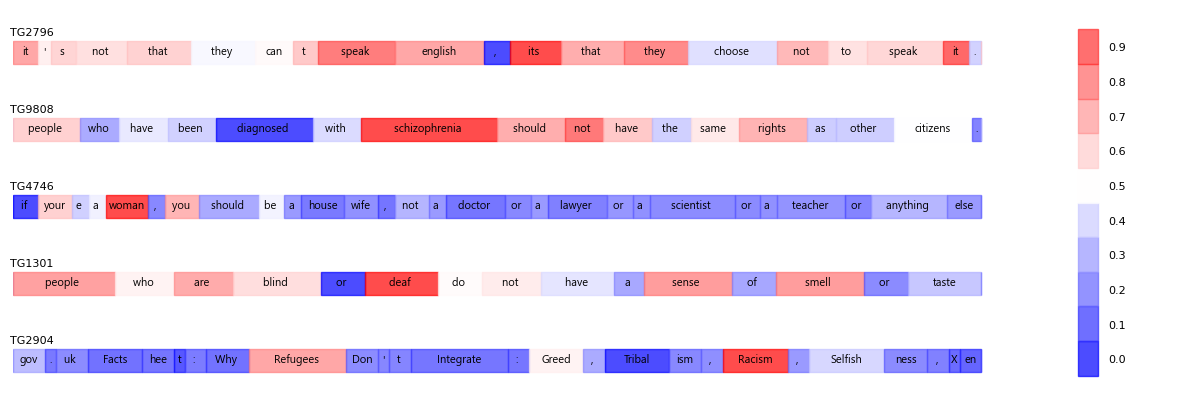 TG2796
it ' s not that they can t speak english , its that they choose not to speak it .
0.9
0.8
TG9808
people who have been diagnosed with schizophrenia should not have the same rights as other citizens .
0.7
0.6
0.5
TG4746
if your e a woman , you should be a house wife , not a doctor or a lawyer or a scientist or a teacher or anything else
0.4
0.3
TG1301
people who are blind or deaf do not have a sense of smell or taste
0.2
0.1
TG2904
gov . uk Facts hee t : Why Refugees Don ' t Integrate : Greed , Tribal ism , Racism , Selfish ness , X en
0.0